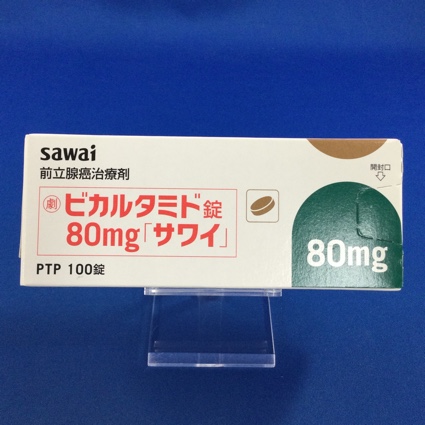 sawai
前立腺癌治療剤
劇 ビカルタミド錠
80mg「サワイ」
PTP 100錠
開封口
80mg